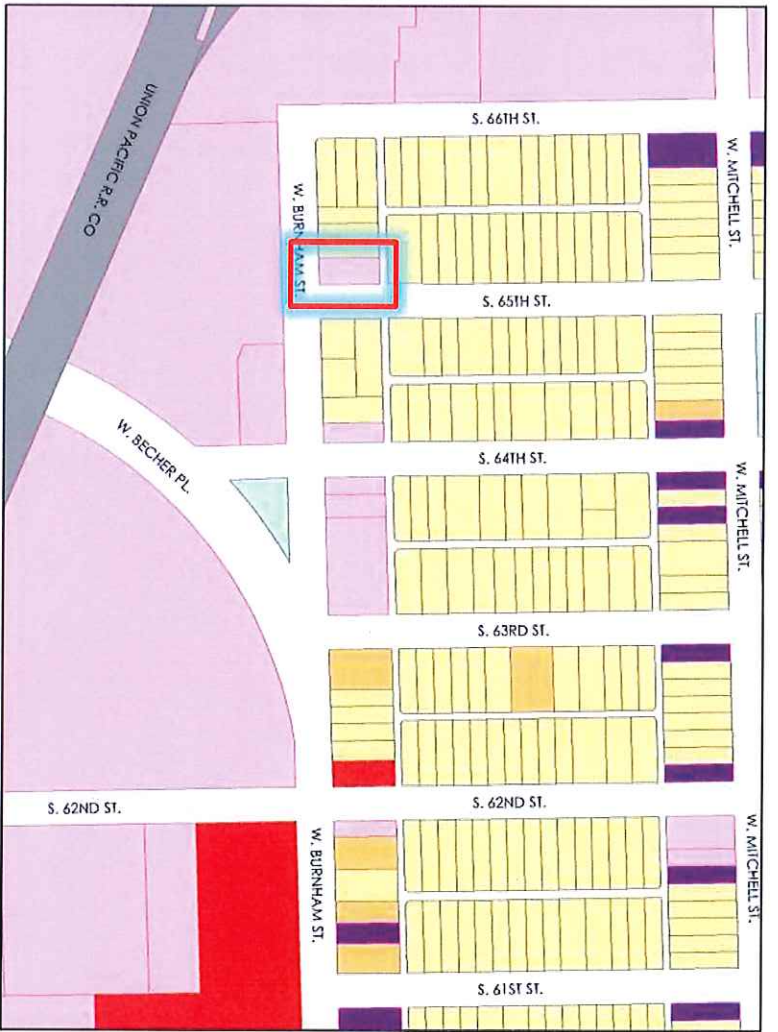 S. 66TH ST.
UNION PACIFIC R.R. CO
W. MITCHELL ST.
W. BURNHAM ST.
S. 65TH ST.
W. BECHER PL.
S. 64TH ST.
W. MITCHELL ST.
S. 63RD ST.
S. 62ND ST.
S. 62ND ST.
W. BURNHAM ST.
W. MITCHELL ST.
S. 61ST ST.